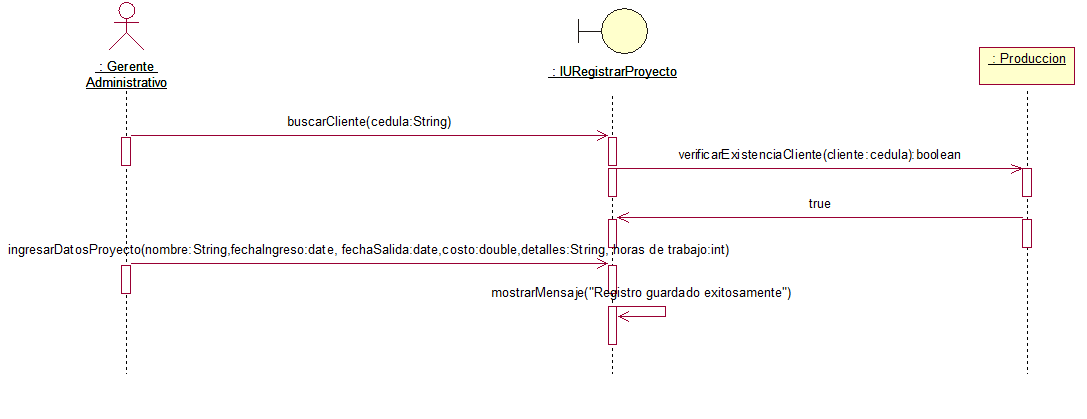 : Gerente
Administrativo
: IURegistrarProyecto
: Produccion
buscarCliente(cedula:String)
verificarExistenciaCliente(cliente:cedula):boolean
true
ingresarDatosProyecto(nombre:String,fechaIngreso:date, fechaSalida:date,costo:double,detalles:String, horas de trabajo:int)
mostrarMensaje("Registro guardado exitosamente")